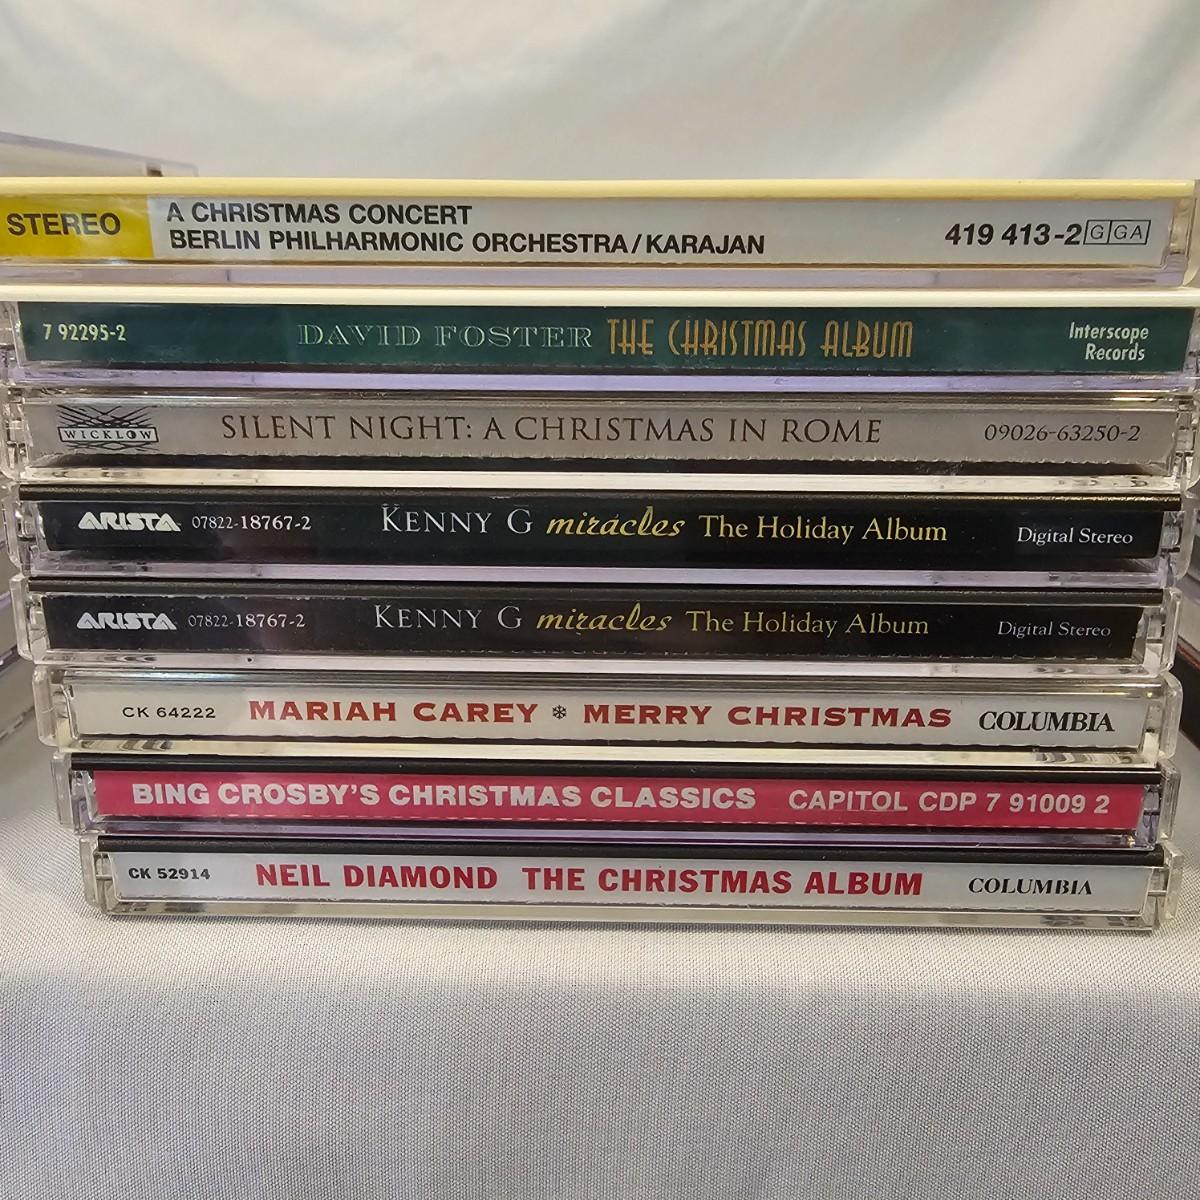 STEREO
A CHRISTMAS CONCERT
BERLIN PHILHARMONIC ORCHESTRA/KARAJAN
419 413-2 G GA
7 92295-2 DAVID FOSTER THE CHRISTMAS ALBUM Interscope
Records
WICKLOW SILENT NIGHT: A CHRISTMAS IN ROME 09026-63250-2
ARISTA 07822-18767-2 KENNY G miracles The Holiday Album Digital Stereo
ARISTA 07822-18767-2 KENNY G miracles The Holiday Album Digital Stereo
CK 64222 MARIAH CAREY ❄ MERRY CHRISTMAS COLUMBIA
BING CROSBY'S CHRISTMAS CLASSICS CAPITOL CDP 7 91009 2
CK 52914 NEIL DIAMOND THE CHRISTMAS ALBUM COLUMBIA